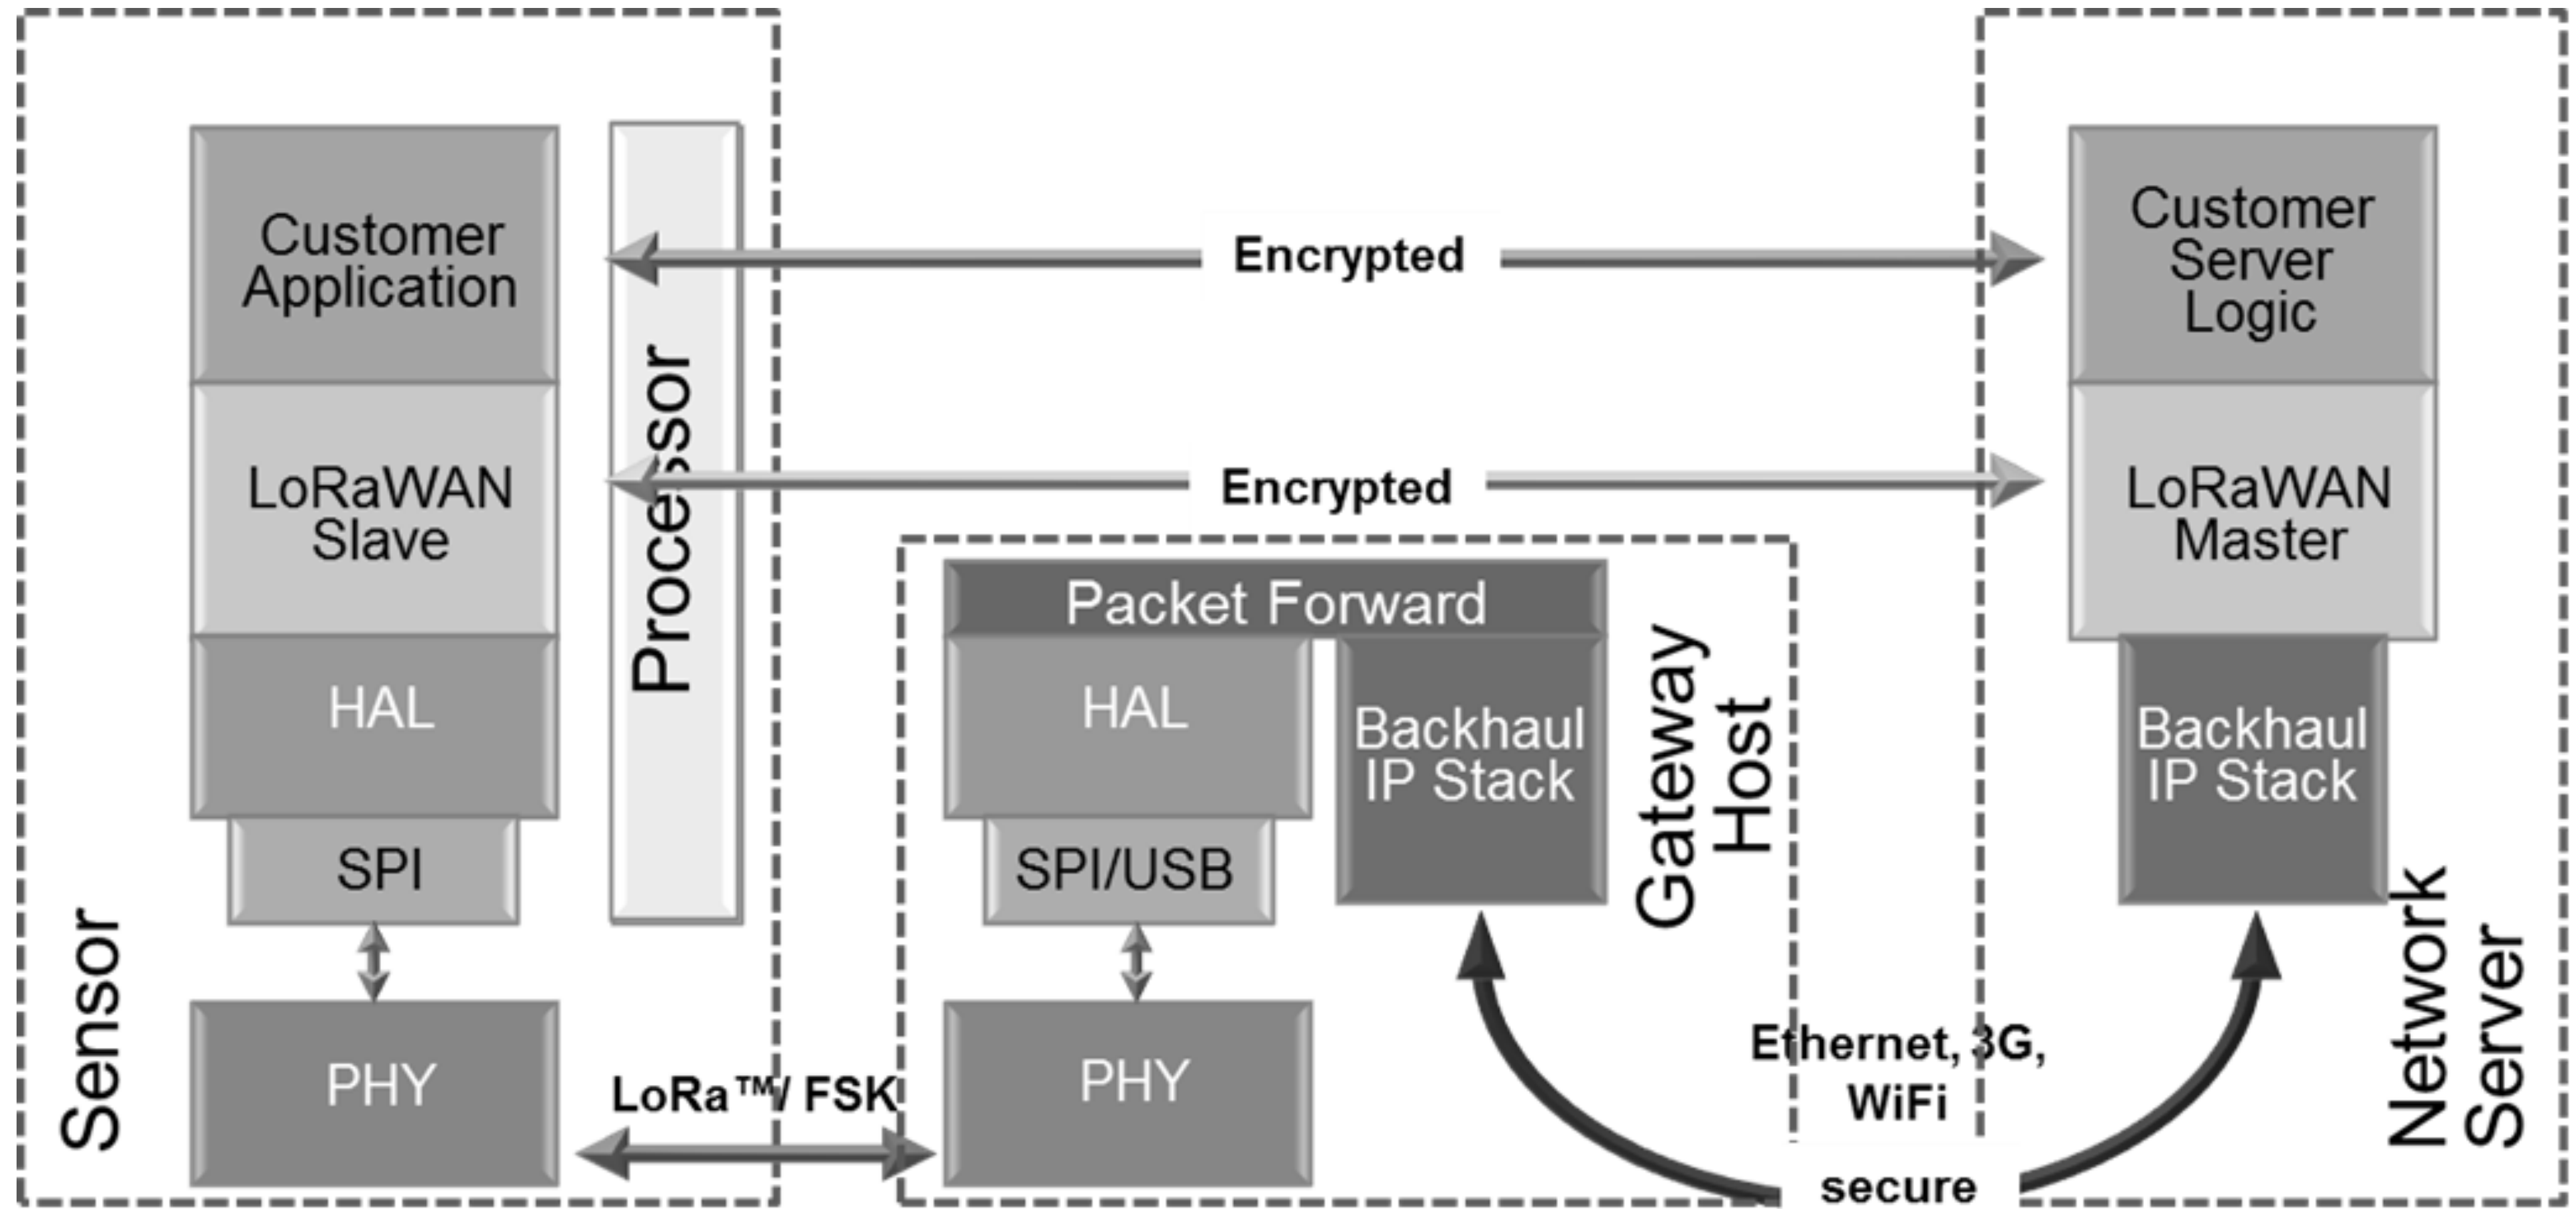 Customer
Application
LoRaWAN
Slave
HAL
SPI
PHY
Sensor
Processor
Encrypted
Encrypted
LoRa™/ FSK
Packet Forward
HAL
SPI/USB
PHY
Backhaul
IP Stack
Gateway
Host
Ethernet, 3G,
WiFi
secure
Customer
Server
Logic
LoRaWAN
Master
Backhaul
IP Stack
Network
Server